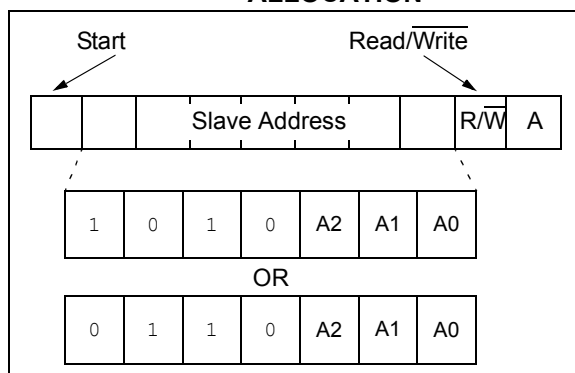 ALLOCATION
Start Read/Write
Slave Address R/W A
1 0 1 0 A2 A1 A0
OR
0 1 1 0 A2 A1 A0